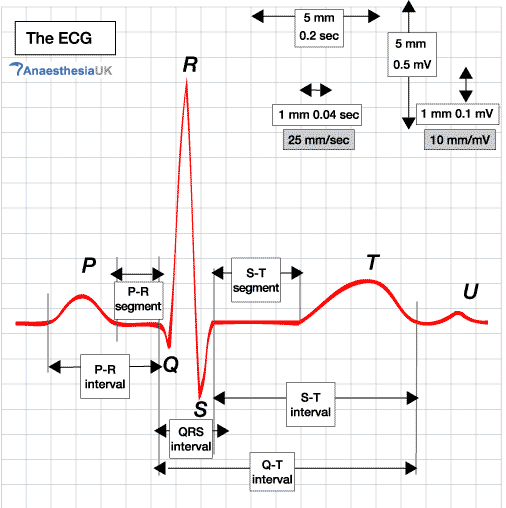 The ECG
AnaesthesiaUK
5 mm
0.2 sec
5 mm
0.5 mV
1 mm 0.04 sec
25 mm/sec
1 mm 0.1 mV
10 mm/mV
R
P
P-R
segment
S-T
segment
T
U
Q
P-R
interval
S
QRS
interval
S-T
interval
Q-T
interval